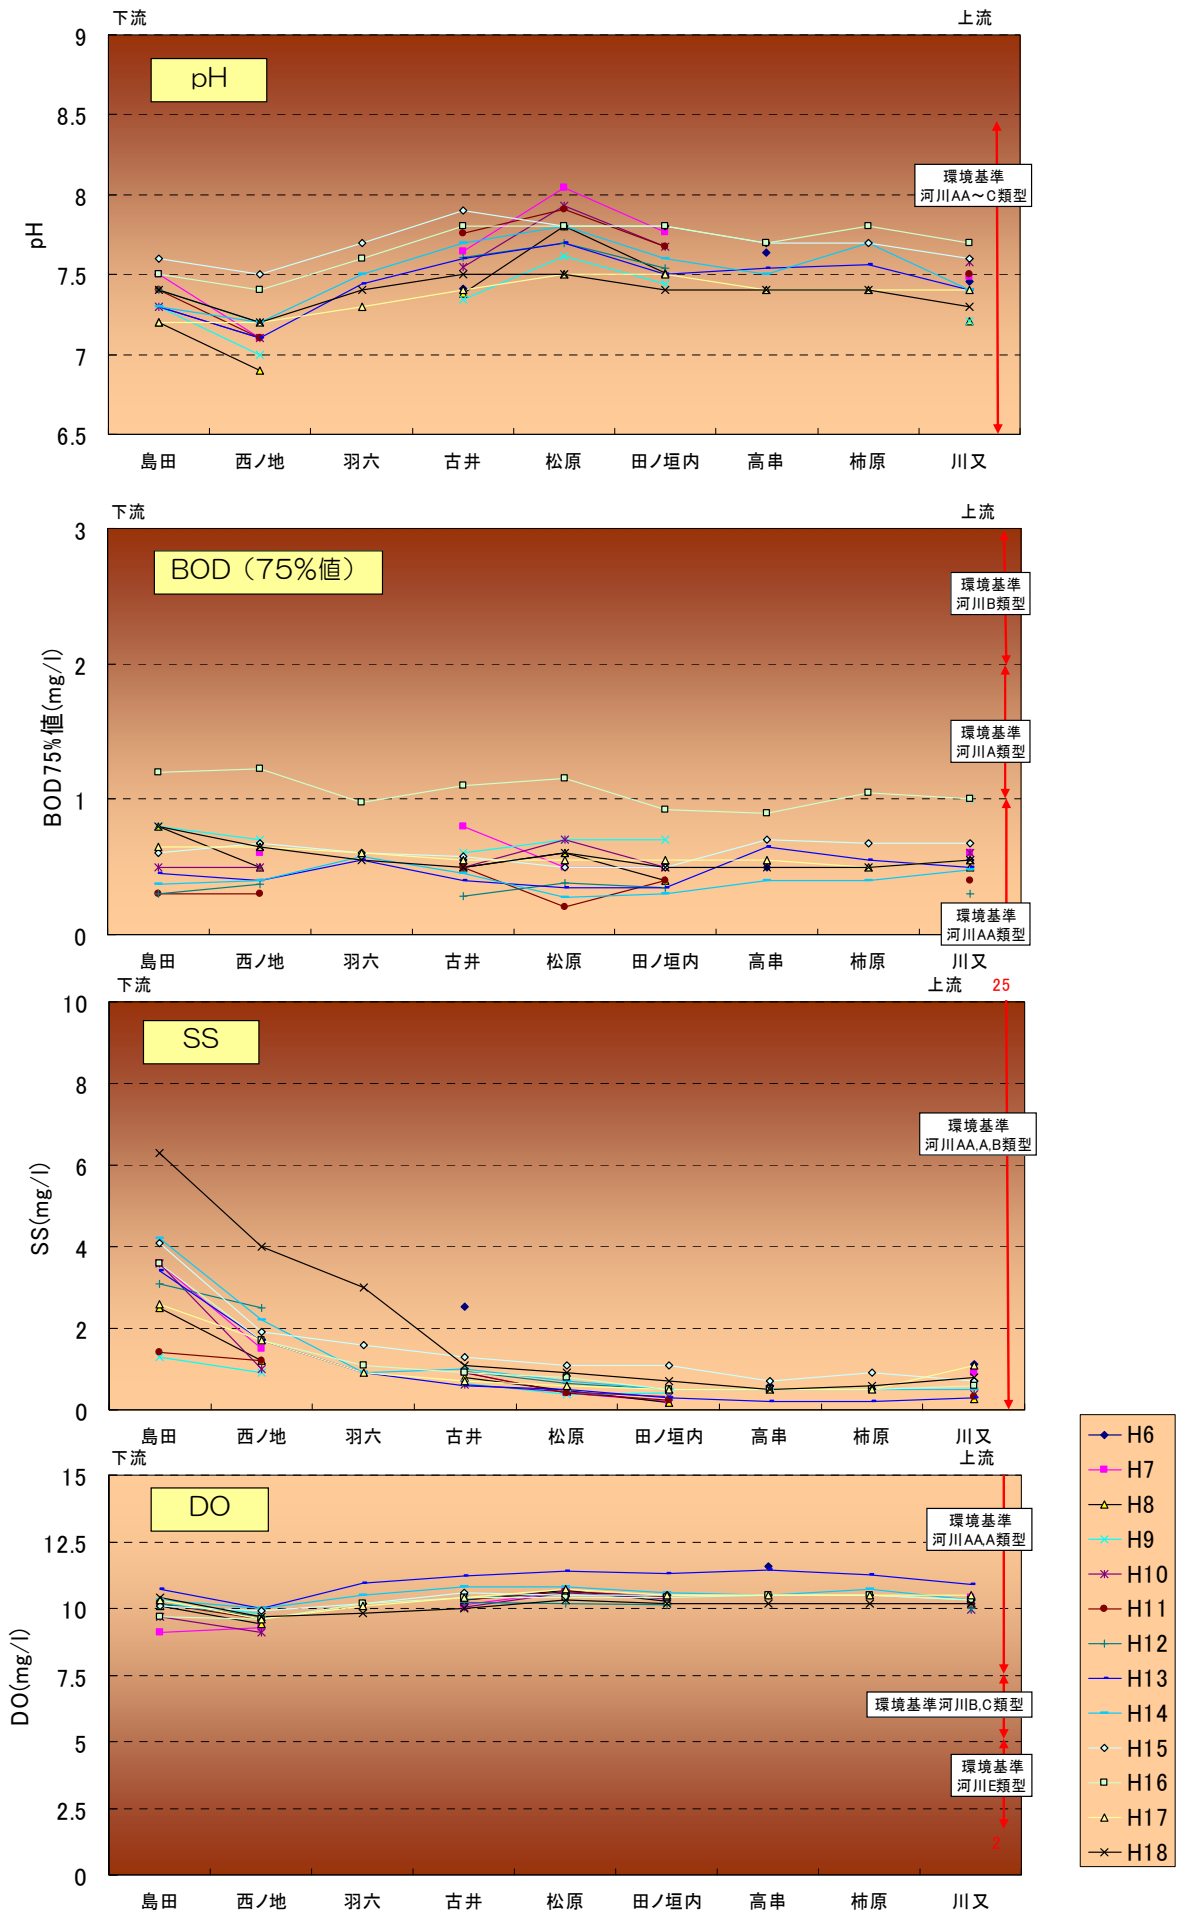 下流 上流
pH
9
8.5
8
7.5
7
6.5
pH
環境基準
河川AA～C類型
島田 西ノ地 羽六 古井 松原 田ノ垣内 高串 柿原 川又
下流 上流
BOD（75%値）
3
2
1
0
BOD75%値(mg/l)
環境基準
河川B類型
環境基準
河川A類型
環境基準
河川AA類型
島田 西ノ地 羽六 古井 松原 田ノ垣内 高串 柿原 川又
下流 上流 25
SS
10
8
6
4
2
0
SS(mg/l)
環境基準
河川AA,A,B類型
島田 西ノ地 羽六 古井 松原 田ノ垣内 高串 柿原 川又
下流 上流
DO
15
12.5
10
7.5
5
2.5
0
DO(mg/l)
環境基準
河川AA,A類型
環境基準河川B,C類型
環境基準
河川E類型
2
島田 西ノ地 羽六 古井 松原 田ノ垣内 高串 柿原 川又
H6
H7
H8
H9
H10
H11
H12
H13
H14
H15
H16
H17
H18